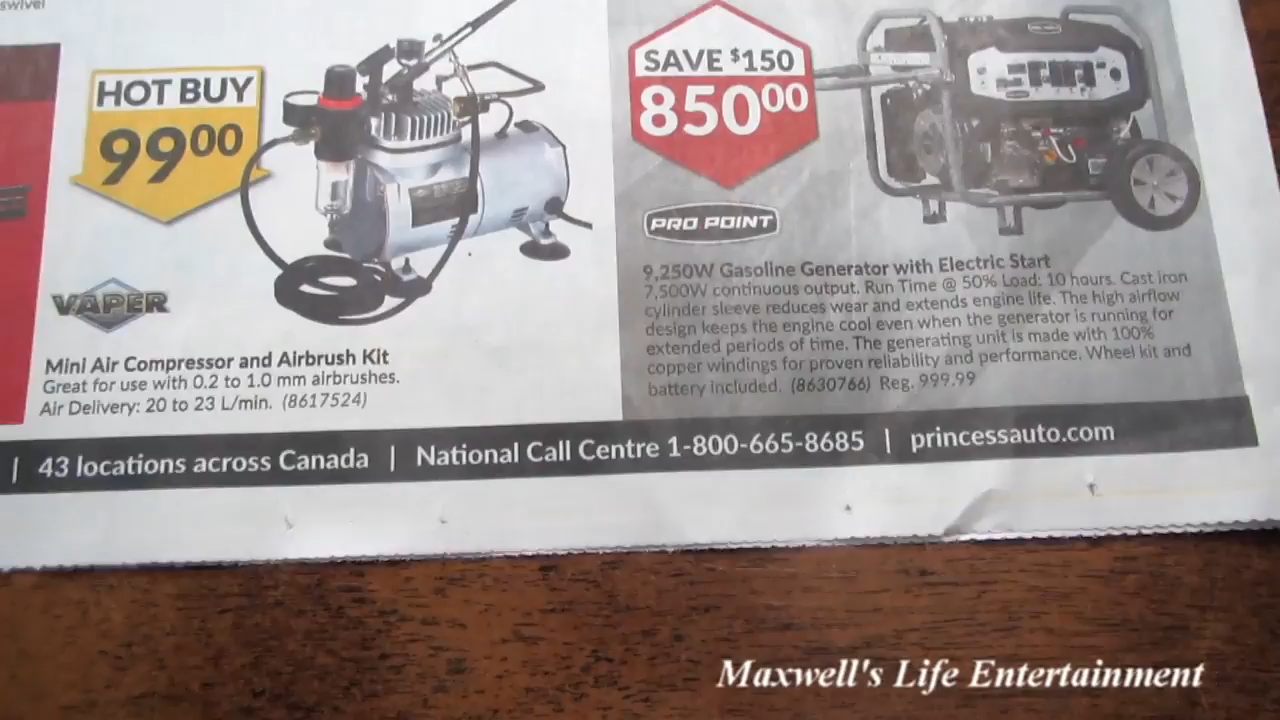 swivel
HOT BUY
99⁰⁰
VAPER
Mini Air Compressor and Airbrush Kit
Great for use with 0.2 to 1.0 mm airbrushes.
Air Delivery: 20 to 23 L/min. (8617524)
SAVE $150
850⁰⁰
PRO POINT
9,250W Gasoline Generator with Electric Start
7,500W continuous output. Run Time @ 50% Load: 10 hours. Cast iron
cylinder sleeve reduces wear and extends engine life. The high airflow
design keeps the engine cool even when the generator is running for
extended periods of time. The generating unit is made with 100%
copper windings for proven reliability and performance. Wheel kit and
battery included. (8630766) Reg. 999.99
| 43 locations across Canada | National Call Centre 1-800-665-8685 | princessauto.com
Maxwell's Life Entertainment